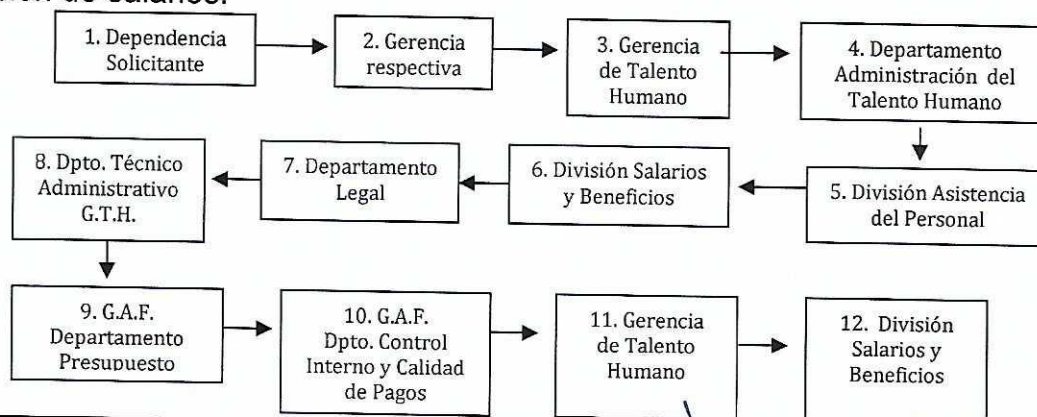 de salarios.
1. Dependencia
Solicitante
2. Gerencia
respectiva
3. Gerencia
de Talento
Humano
4. Departamento
Administración del
Talento Humano
8. Dpto. Técnico
Administrativo
G.T.H.
7. Departamento
Legal
6. División Salarios
y Beneficios
5. División Asistencia
del Personal
9. G.A.F.
Departamento
Presupuesto
10. G.A.F.
Dpto. Control
Interno y Calidad
de Pagos
11. Gerencia
de Talento
Humano
12. División
Salarios y
Beneficios